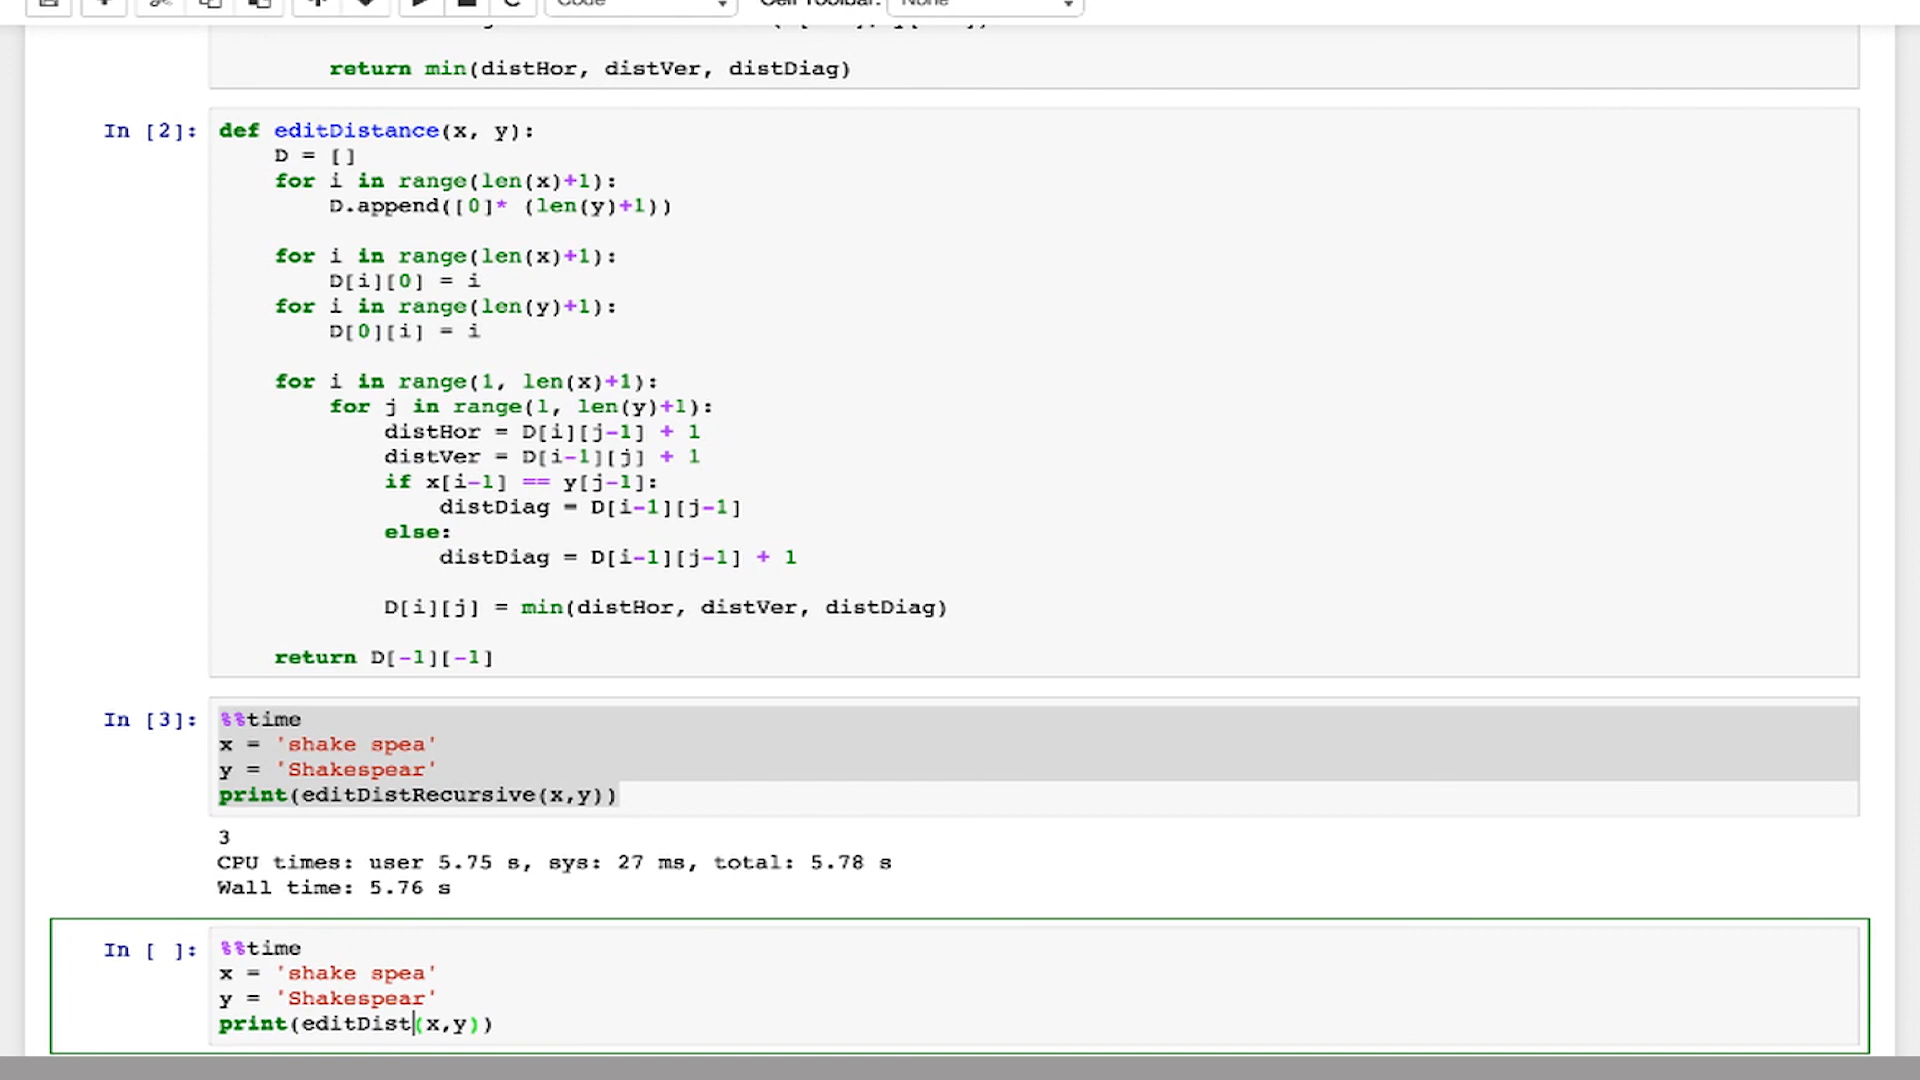 Code
Cell Toolbar: None
return min(distHor, distVer, distDiag)
In [2]: def editDistance(x, y):
    D = []
    for i in range(len(x)+1):
        D.append([0]* (len(y)+1))
    for i in range(len(x)+1):
        D[i][0] = i
    for i in range(len(y)+1):
        D[0][i] = i
    for i in range(1, len(x)+1):
        for j in range(1, len(y)+1):
            distHor = D[i][j-1] + 1
            distVer = D[i-1][j] + 1
            if x[i-1] == y[j-1]:
                distDiag = D[i-1][j-1]
            else:
                distDiag = D[i-1][j-1] + 1
            D[i][j] = min(distHor, distVer, distDiag)
    return D[-1][-1]
In [3]: %%time
x = 'shake spea'
y = 'Shakespear'
print(editDistRecursive(x,y))
3
CPU times: user 5.75 s, sys: 27 ms, total: 5.78 s
Wall time: 5.76 s
In [ ]: %%time
x = 'shake spea'
y = 'Shakespear'
print(editDist(x,y))